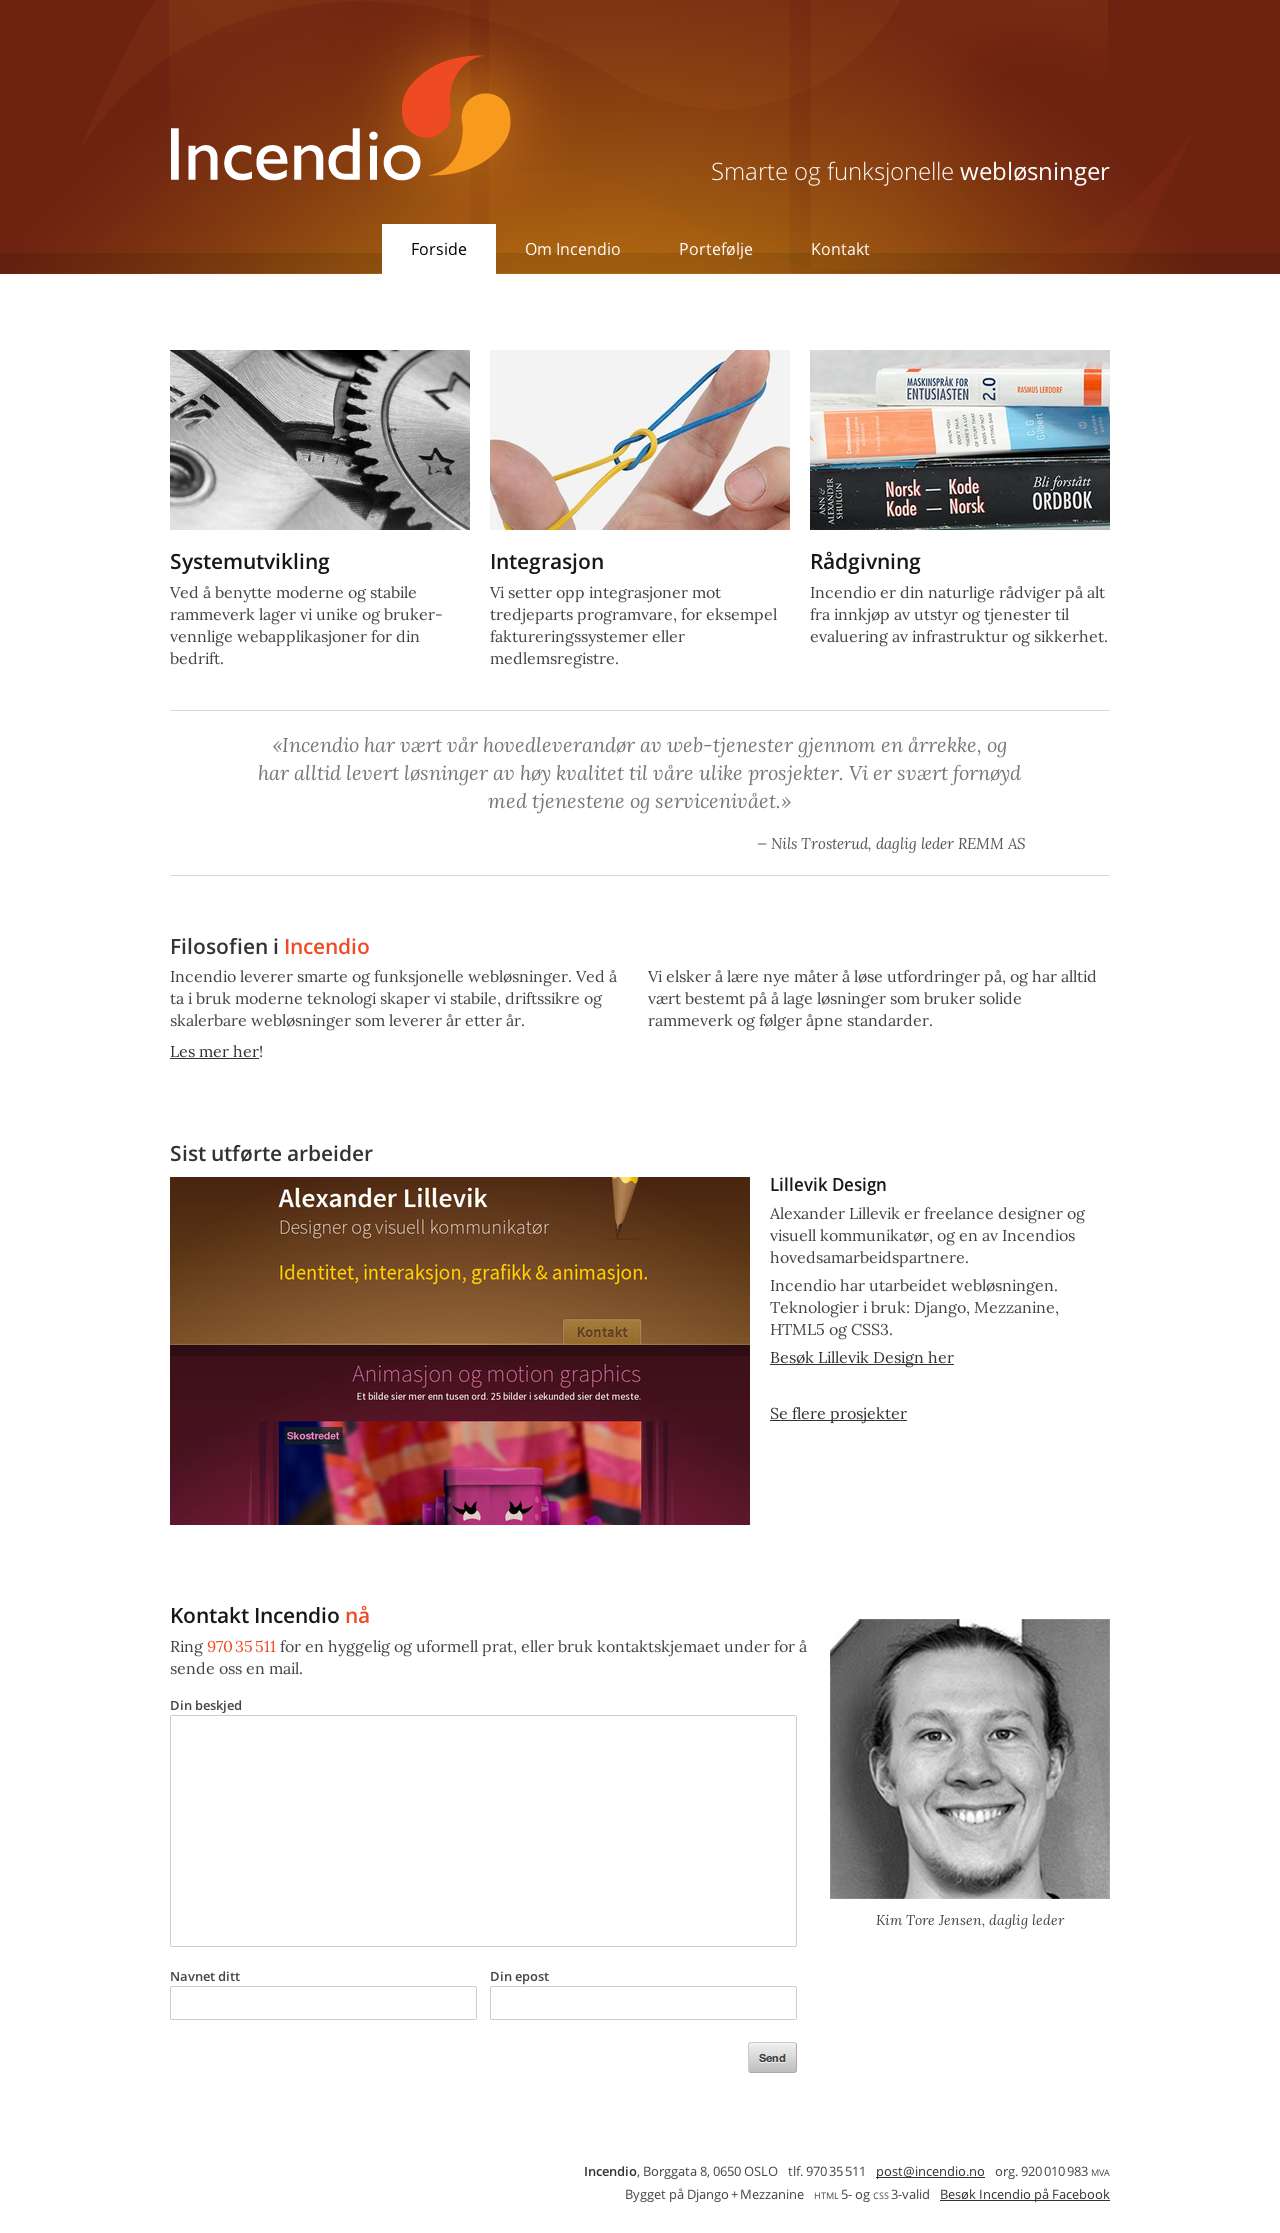 Incendio
Smarte og funksjonelle webløsninger
Forside
Om Incendio
Portefølje
Kontakt
MASKINSPRÅK FOR
ENTUSIASTEN
2.0
RASMUS LERDORF
ANN &
ALEXANDER
SHULGIN
Norsk — Kode
Kode — Norsk
Bli forstått
ORDBOK
Systemutvikling
Ved å benytte moderne og stabile
rammeverk lager vi unike og bruker-
vennlige webapplikasjoner for din
bedrift.
Integrasjon
Vi setter opp integrasjoner mot
tredjeparts programvare, for eksempel
faktureringssystemer eller
medlemsregistre.
Rådgivning
Incendio er din naturlige rådviger på alt
fra innkjøp av utstyr og tjenester til
evaluering av infrastruktur og sikkerhet.
«Incendio har vært vår hovedleverandør av web-tjenester gjennom en årrekke, og
har alltid levert løsninger av høy kvalitet til våre ulike prosjekter. Vi er svært fornøyd
med tjenestene og servicenivået.»
— Nils Trosterud, daglig leder REMM AS
Filosofien i Incendio
Incendio leverer smarte og funksjonelle webløsninger. Ved å
ta i bruk moderne teknologi skaper vi stabile, driftssikre og
skalerbare webløsninger som leverer år etter år.
Les mer her!
Vi elsker å lære nye måter å løse utfordringer på, og har alltid
vært bestemt på å lage løsninger som bruker solide
rammeverk og følger åpne standarder.
Sist utførte arbeider
Alexander Lillevik
Designer og visuell kommunikatør
Identitet, interaksjon, grafikk & animasjon.
Kontakt
Animasjon og motion graphics
Et bilde sier mer enn tusen ord. 25 bilder i sekunded sier det meste.
Skostredet
Lillevik Design
Alexander Lillevik er freelance designer og
visuell kommunikatør, og en av Incendios
hovedsamarbeidspartnere.
Incendio har utarbeidet webløsningen.
Teknologier i bruk: Django, Mezzanine,
HTML5 og CSS3.
Besøk Lillevik Design her
Se flere prosjekter
Kontakt Incendio nå
Ring 970 35 511 for en hyggelig og uformell prat, eller bruk kontaktskjemaet under for å
sende oss en mail.
Din beskjed
Navnet ditt
Din epost
Send
Kim Tore Jensen, daglig leder
Incendio, Borggata 8, 0650 OSLO tlf. 970 35 511 post@incendio.no org. 920 010 983 MVA
Bygget på Django + Mezzanine HTML 5- og CSS 3-valid Besøk Incendio på Facebook